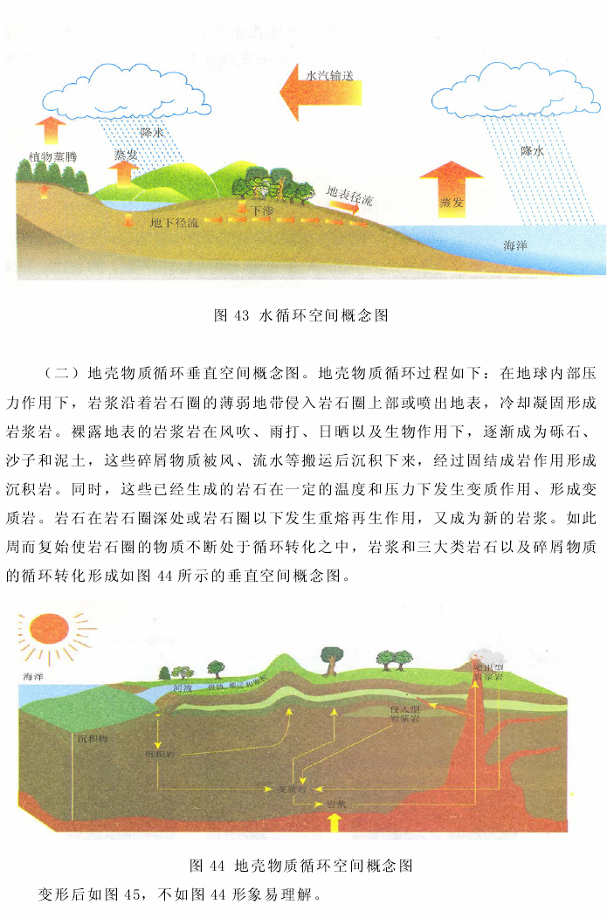 水汽输送
降水
降水
植物蒸腾
蒸发
地表径流
下渗
蒸发
地下径流
海洋
图 43 水循环空间概念图
（二）地壳物质循环垂直空间概念图。地壳物质循环过程如下：在地球内部压
力作用下，岩浆沿着岩石圈的薄弱地带侵入岩石圈上部或喷出地表，冷却凝固形成
岩浆岩。裸露地表的岩浆岩在风吹、雨打、日晒以及生物作用下，逐渐成为砾石、
沙子和泥土，这些碎屑物质被风、流水等搬运后沉积下来，经过固结成岩作用形成
沉积岩。同时，这些已经生成的岩石在一定的温度和压力下发生变质作用、形成变
质岩。岩石在岩石圈深处或岩石圈以下发生重熔再生作用，又成为新的岩浆。如此
周而复始使岩石圈的物质不断处于循环转化之中，岩浆和三大类岩石以及碎屑物质
的循环转化形成如图 44 所示的垂直空间概念图。
海洋
河流
喷出型
岩浆岩
侵入型
岩浆岩
沉积物
沉积岩
变质岩
岩浆
图 44 地壳物质循环空间概念图
变形后如图 45，不如图 44 形象易理解。